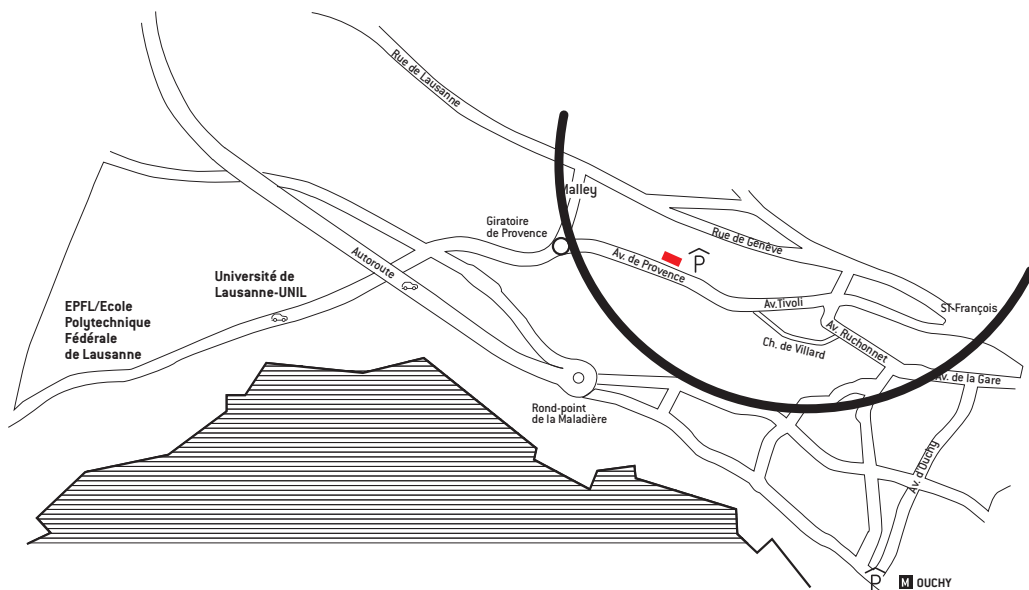 Rue de Lausanne
Malley
Giratoire
de Provence
Rue de Genève
Av. de Provence
P
Autoroute
Université de
Lausanne-UNIL
EPFL/Ecole
Polytechnique
Fédérale
de Lausanne
Av.Tivoli
ST-François
Av. Ruchonnet
Ch. de Villard
Av. de la Gare
Rond-point
de la Maladière
Av. d'Ouchy
P
M OUCHY